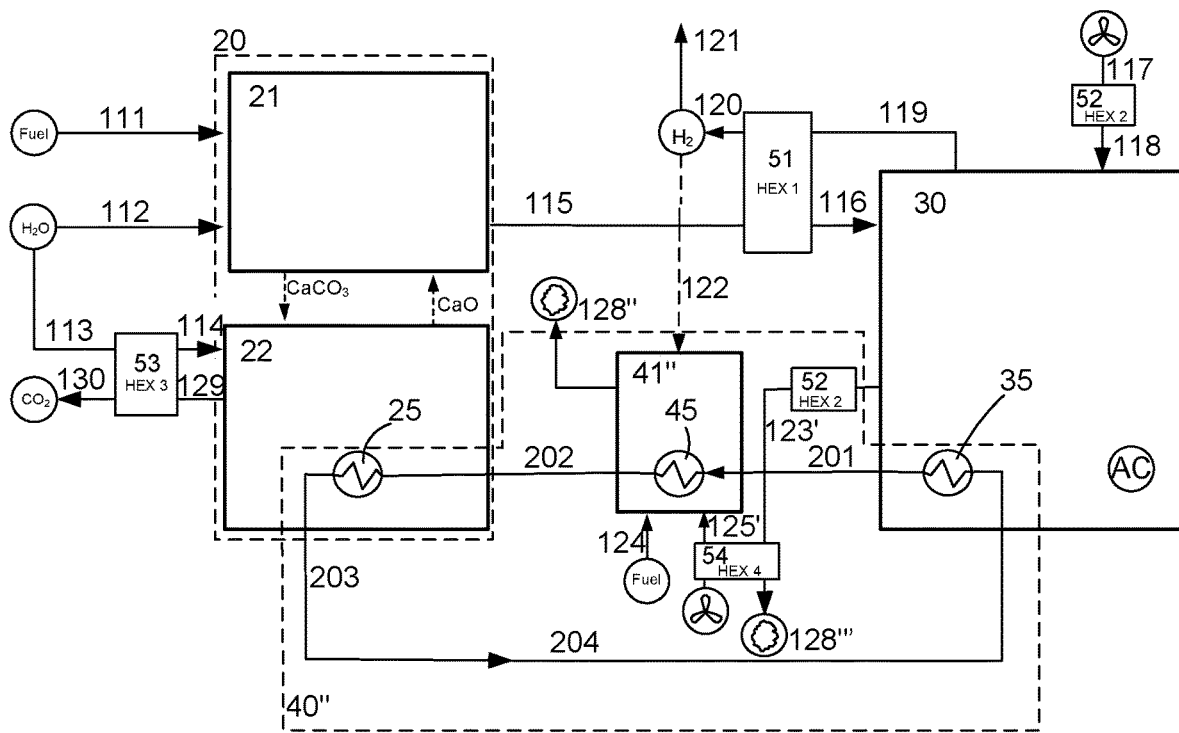 20
121
117
21
52
HEX 2
120
119
Fuel
111
H₂
118
51
HEX 1
30
H₂O
112
115
116
CaCO₃
CaO
122
128"
113
114
22
41"
53
HEX 3
52
HEX 2
35
130
129
CO₂
25
45
123'
202
201
AC
125'
124
54
HEX 4
203
Fuel
128"'
204
40"